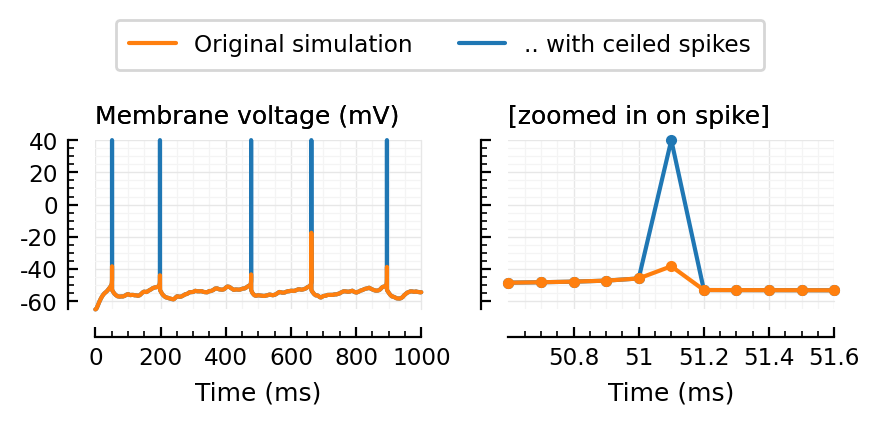 Original simulation
.. with ceiled spikes
Membrane voltage (mV)
[zoomed in on spike]
40
20
0
-20
-40
-60
0 200 400 600 800 1000
50.8 51 51.2 51.4 51.6
Time (ms)
Time (ms)